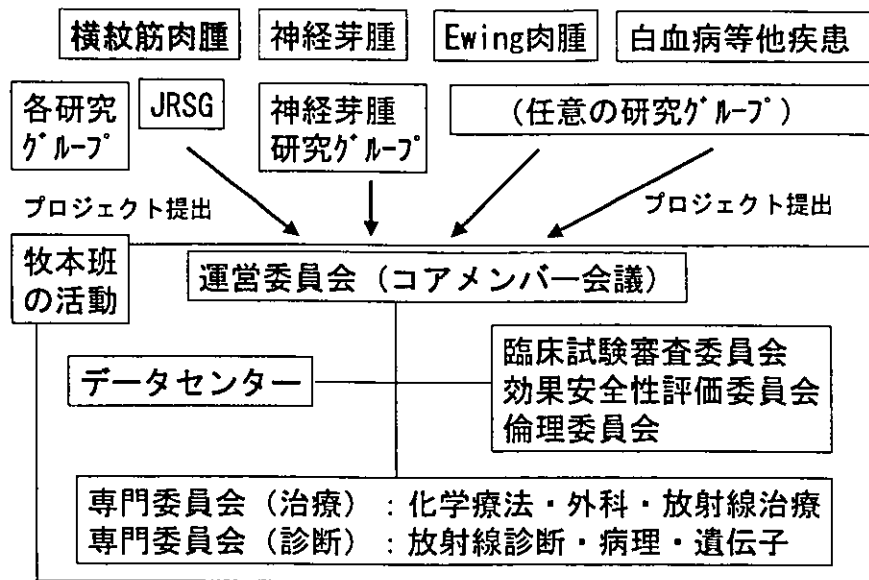 横紋筋肉腫
神経芽腫
Ewing肉腫
白血病等他疾患
各研究
ｸﾞﾙｰﾌﾟ
JRSG
神経芽腫
研究ｸﾞﾙｰﾌﾟ
(任意の研究ｸﾞﾙｰﾌﾟ)
プロジェクト提出
プロジェクト提出
牧本班
の活動
運営委員会（コアメンバー会議）
データセンター
臨床試験審査委員会
効果安全性評価委員会
倫理委員会
専門委員会（治療）：化学療法・外科・放射線治療
専門委員会（診断）：放射線診断・病理・遺伝子